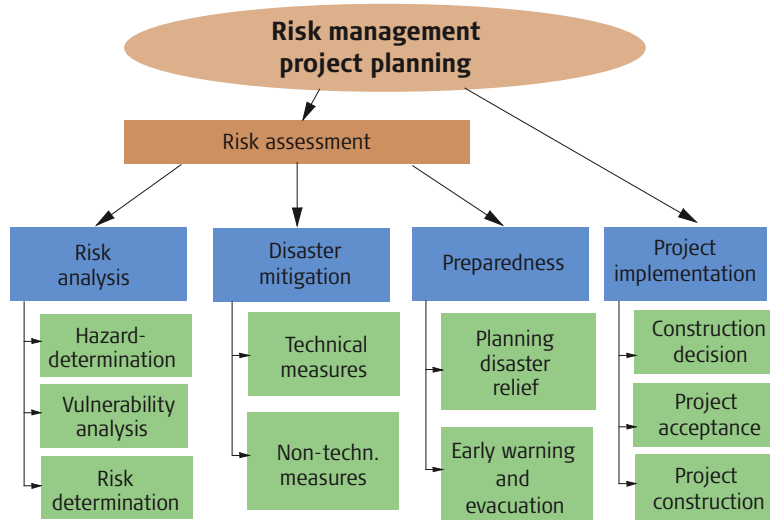 Risk management
project planning
Risk assessment
Risk
analysis
Hazard-
determination
Vulnerability
analysis
Risk
determination
Disaster
mitigation
Technical
measures
Non-techn.
measures
Preparedness
Planning
disaster
relief
Early warning
and
evacuation
Project
implementation
Construction
decision
Project
acceptance
Project
construction